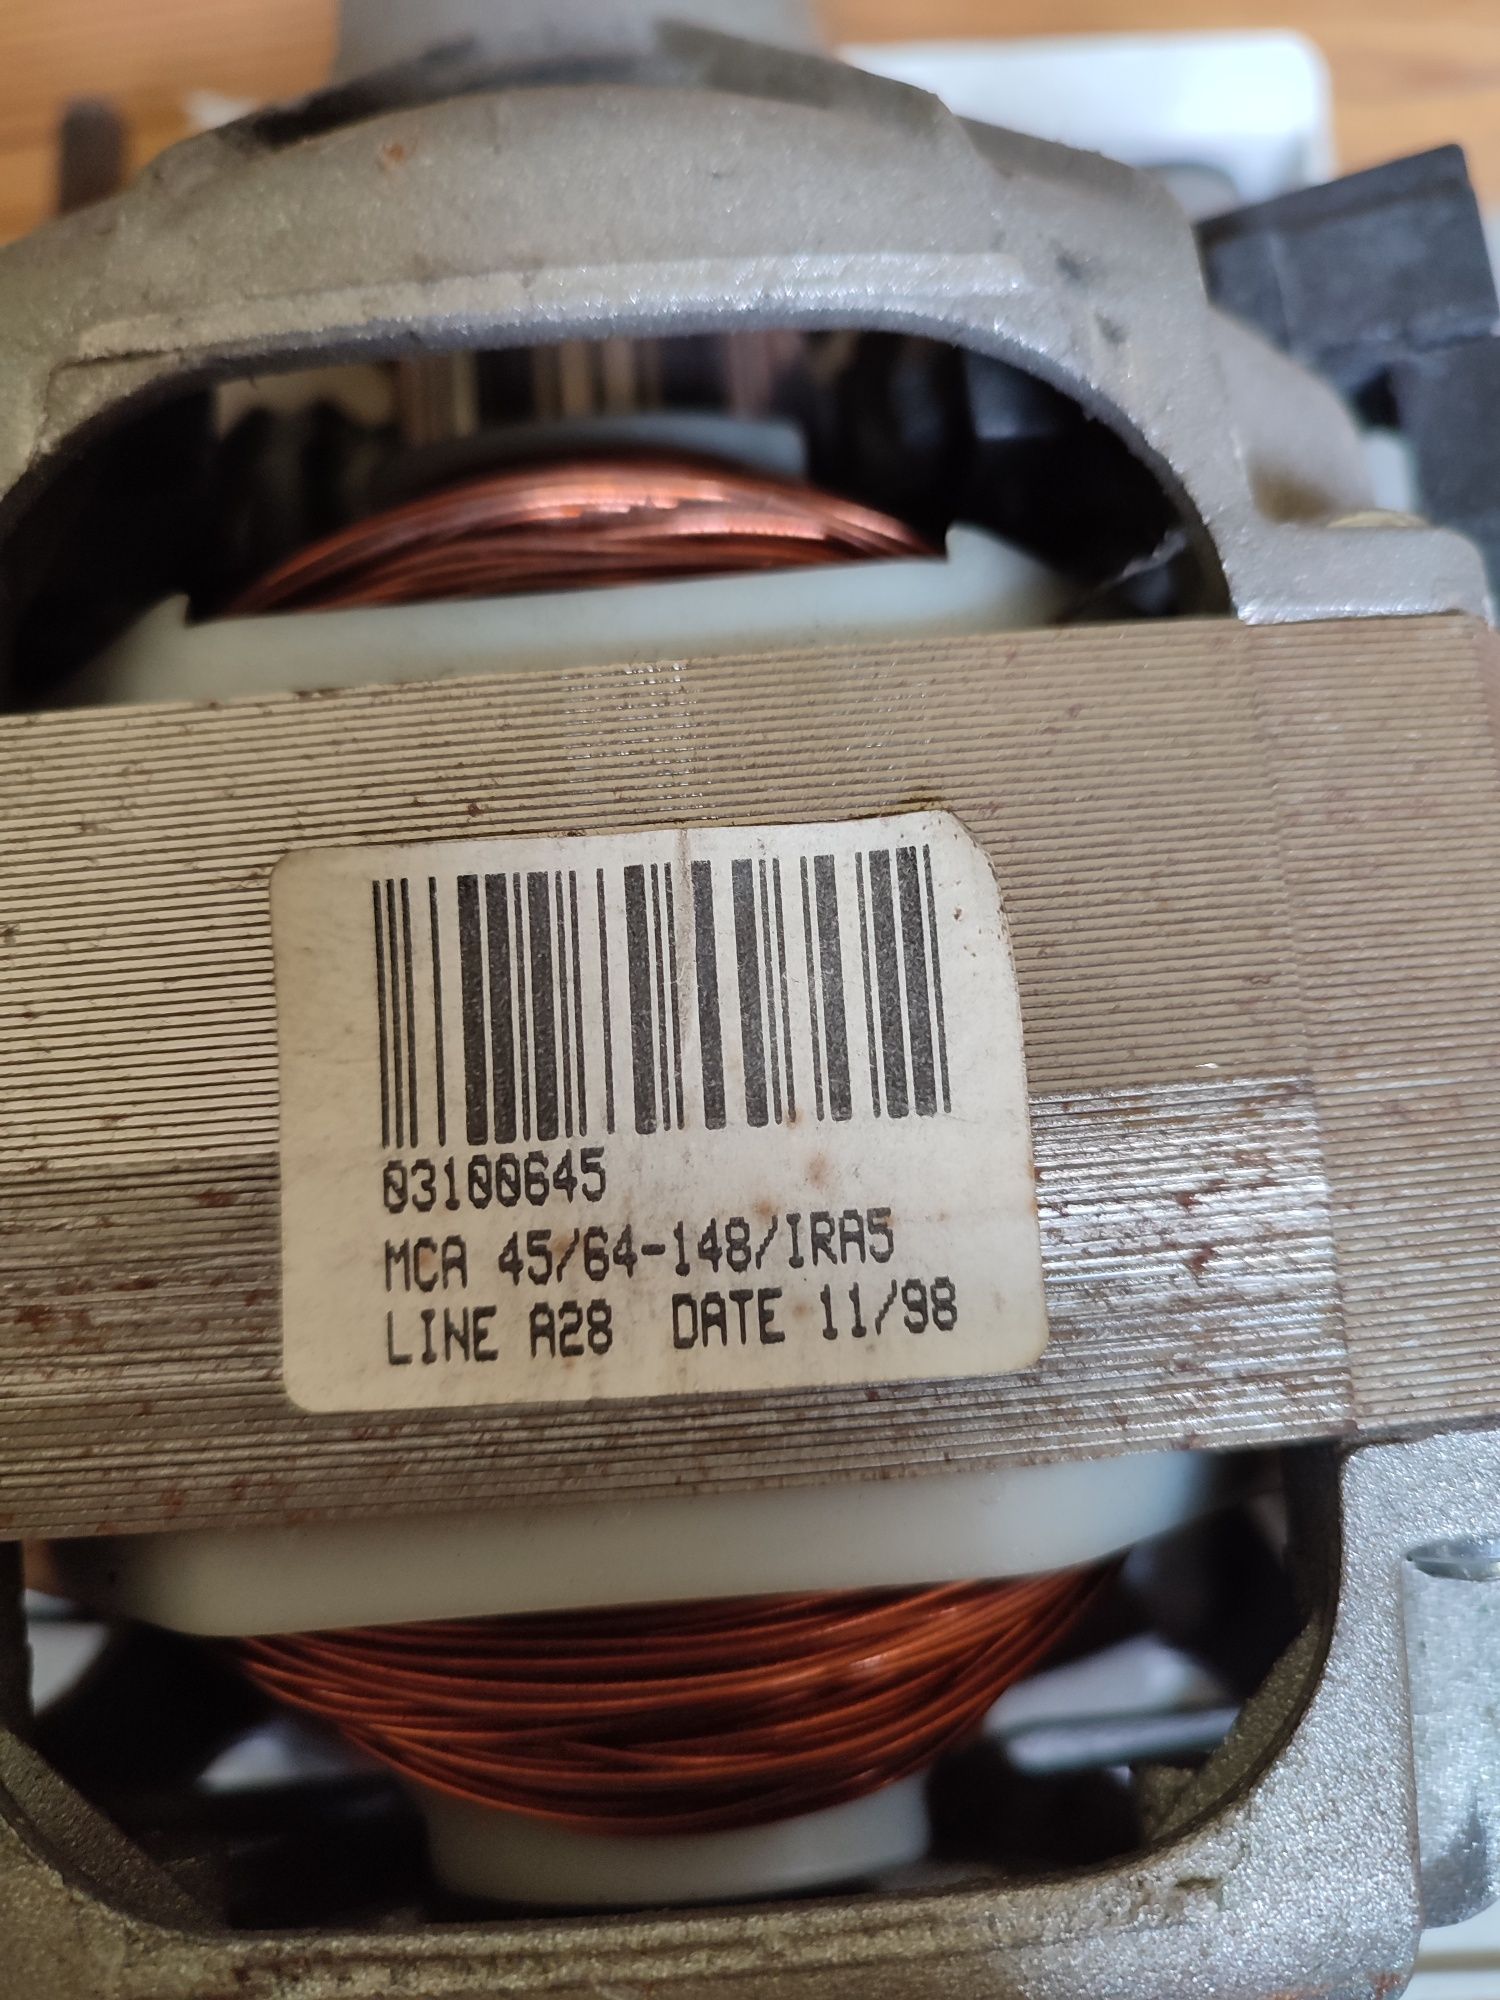 03100645
MCA 45/64-148/IRA5
LINE A28 DATE 11/98